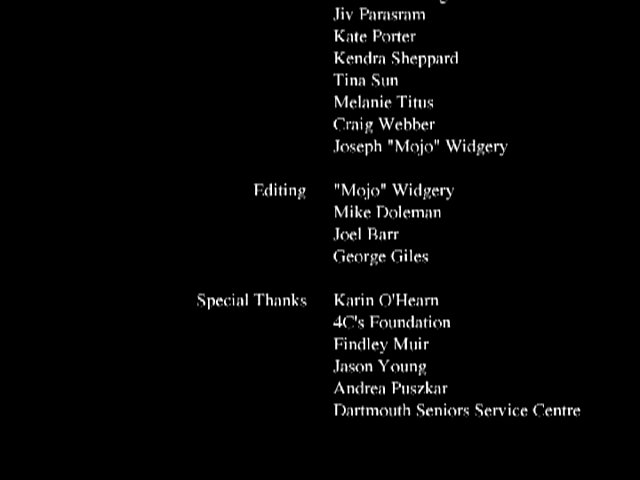 Jiv Parasram
Kate Porter
Kendra Sheppard
Tina Sun
Melanie Titus
Craig Webber
Joseph "Mojo" Widgery
Editing "Mojo" Widgery
Mike Doleman
Joel Barr
George Giles
Special Thanks Karin O'Hearn
4C's Foundation
Findley Muir
Jason Young
Andrea Puszkar
Dartmouth Seniors Service Centre